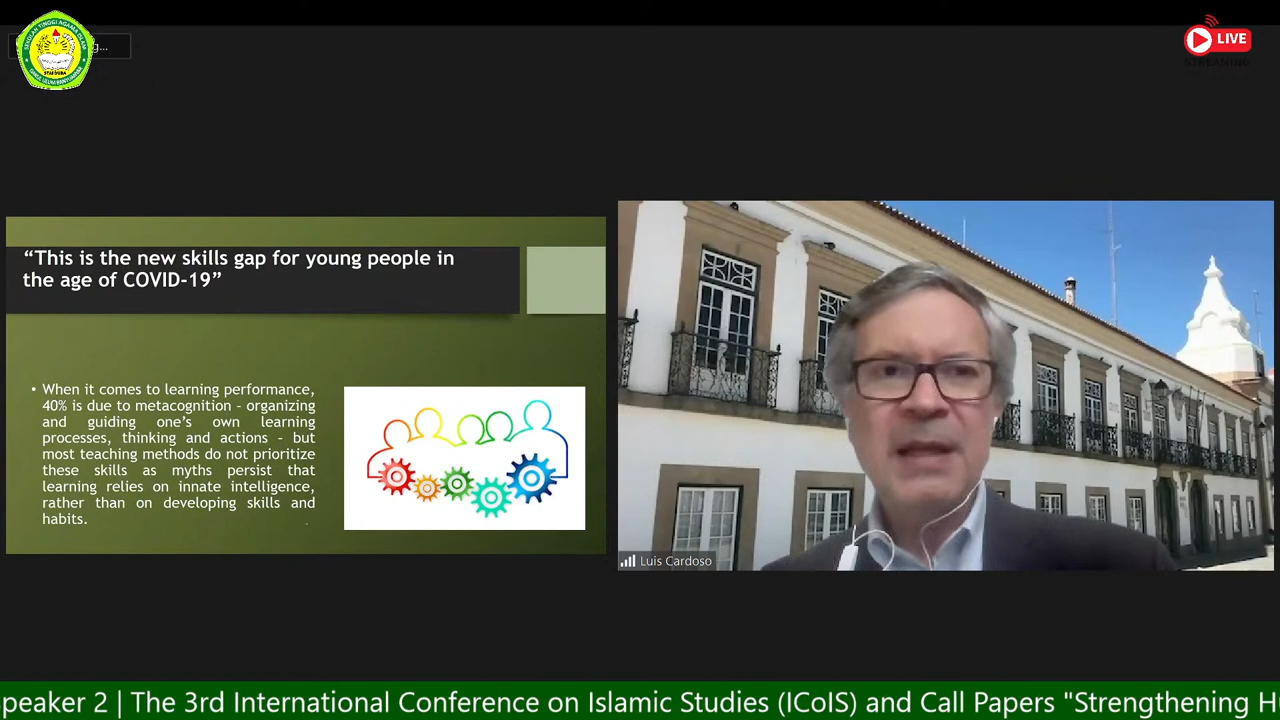 LIVE
STREAMING
“This is the new skills gap for young people in
the age of COVID-19”
• When it comes to learning performance,
40% is due to metacognition - organizing
and guiding one’s own learning
processes, thinking and actions – but
most teaching methods do not prioritize
these skills as myths persist that
learning relies on innate intelligence,
rather than on developing skills and
habits.
Luis Cardoso
peaker 2 | The 3rd International Conference on Islamic Studies (ICoIS) and Call Papers "Strengthening H